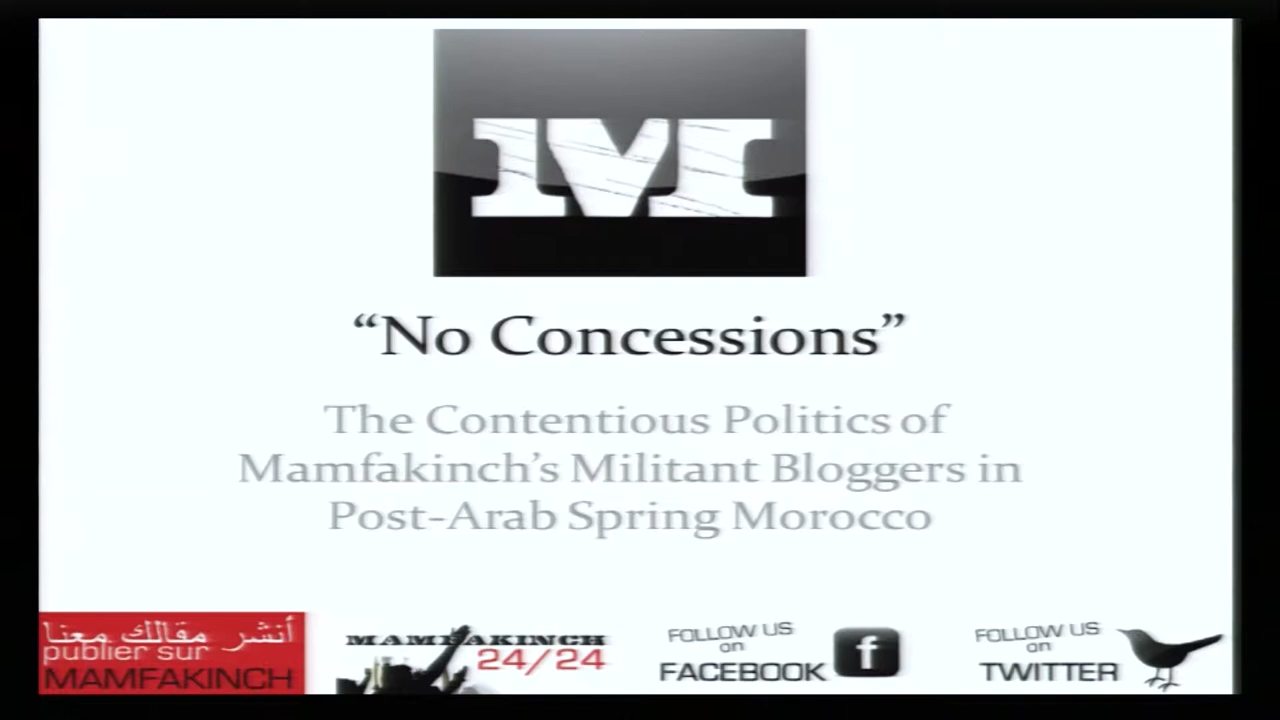 M
“No Concessions”
The Contentious Politics of
Mamfakinch’s Militant Bloggers in
Post-Arab Spring Morocco
أنشر مقالك معنا
publier sur
MAMFAKINCH
MAMFAKINCH
24/24
FOLLOW US
on
FACEBOOK
f
FOLLOW US
on
TWITTER